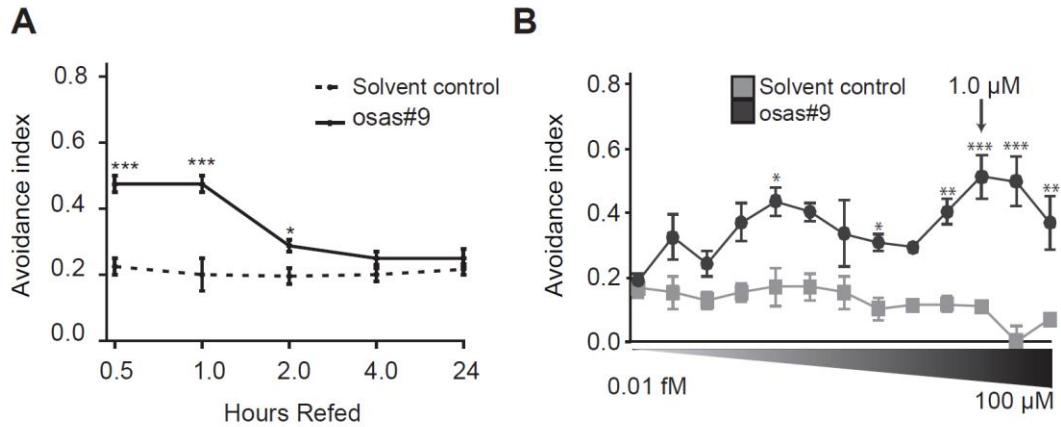 A
0.8
0.6
0.4
0.2
0.0
Avoidance index
Solvent control
osas#9
***
***
*
0.5 1.0 2.0 4.0 24
Hours Refed
B
0.8
0.6
0.4
0.2
0.0
Avoidance index
Solvent control
osas#9
1.0 µM
*
*
**
***
***
**
0.01 fM
100 µM